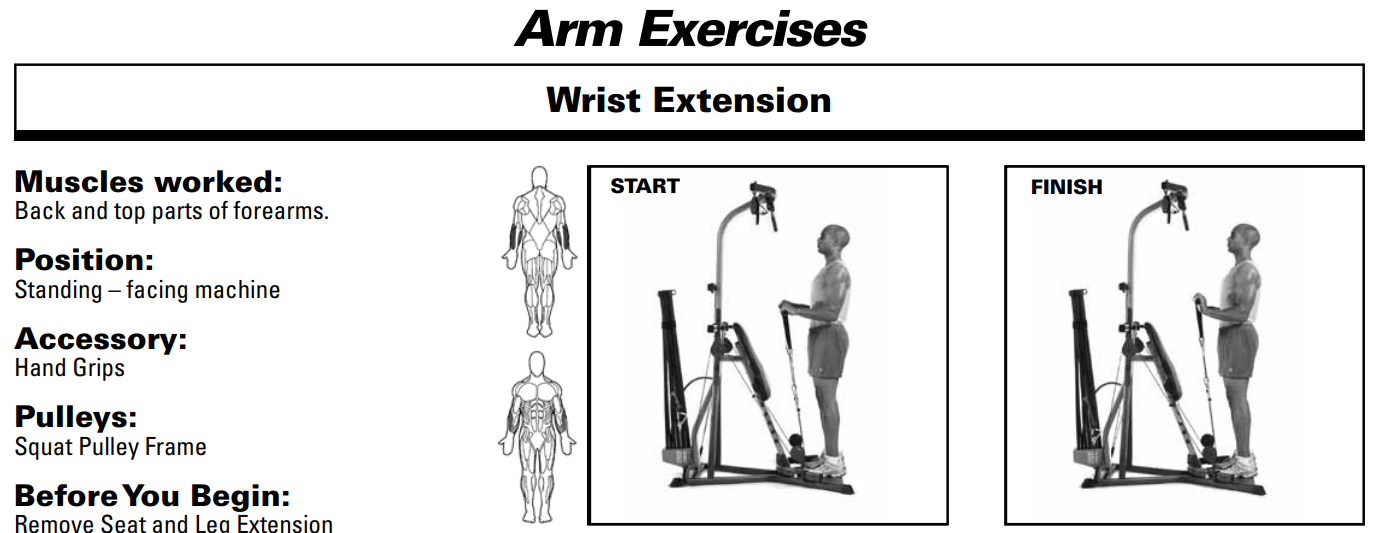 Arm Exercises
Wrist Extension
Muscles worked:
Back and top parts of forearms.
Position:
Standing – facing machine
Accessory:
Hand Grips
Pulleys:
Squat Pulley Frame
Before You Begin:
Remove Seat and Leg Extension
START
FINISH